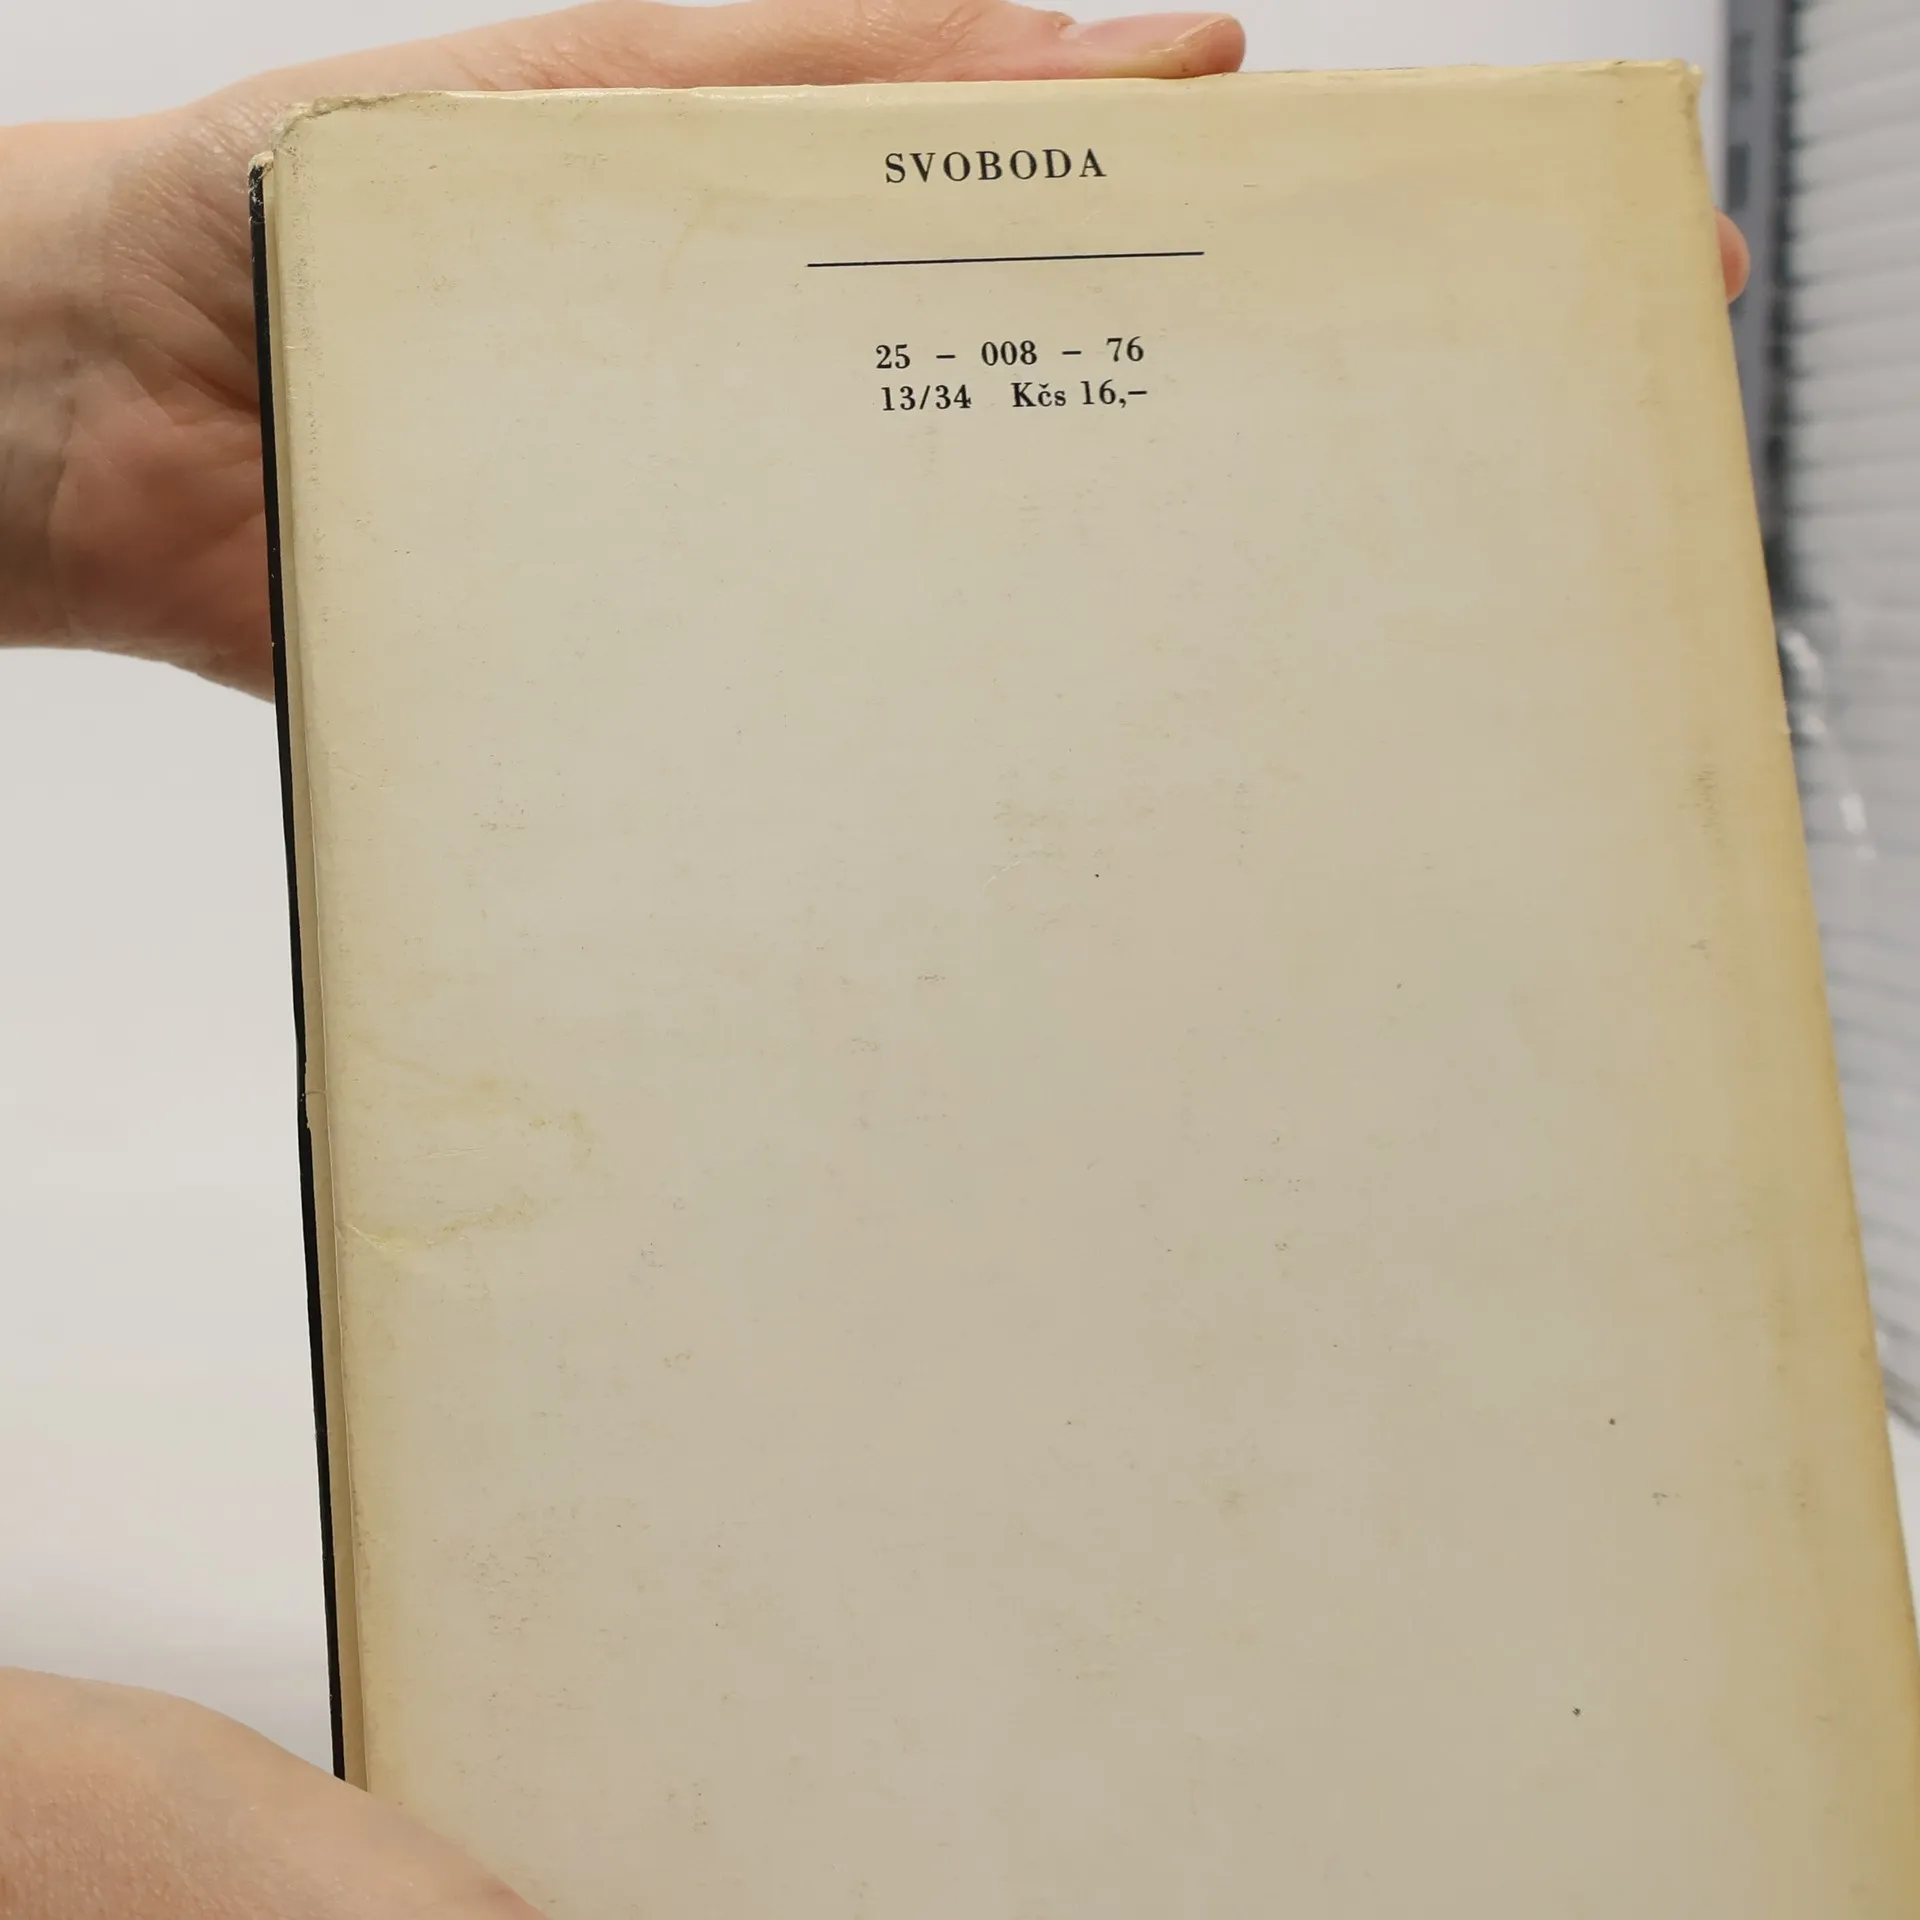 SVOBODA
25 – 008 – 76
13/34 Kčs 16,–